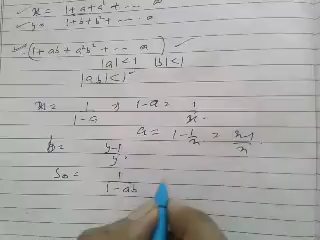 x = 1+a+a² + ... ∞
y = 1+b+b² + ... ∞
(1+ab+a²b² + ... ∞
|a|<1 |b|<1
|ab|<1
x = 1/(1-a) 1-a = 1/x
a = 1-1/x = (x-1)/x
b = (y-1)/y
S∞ = 1/(1-ab)